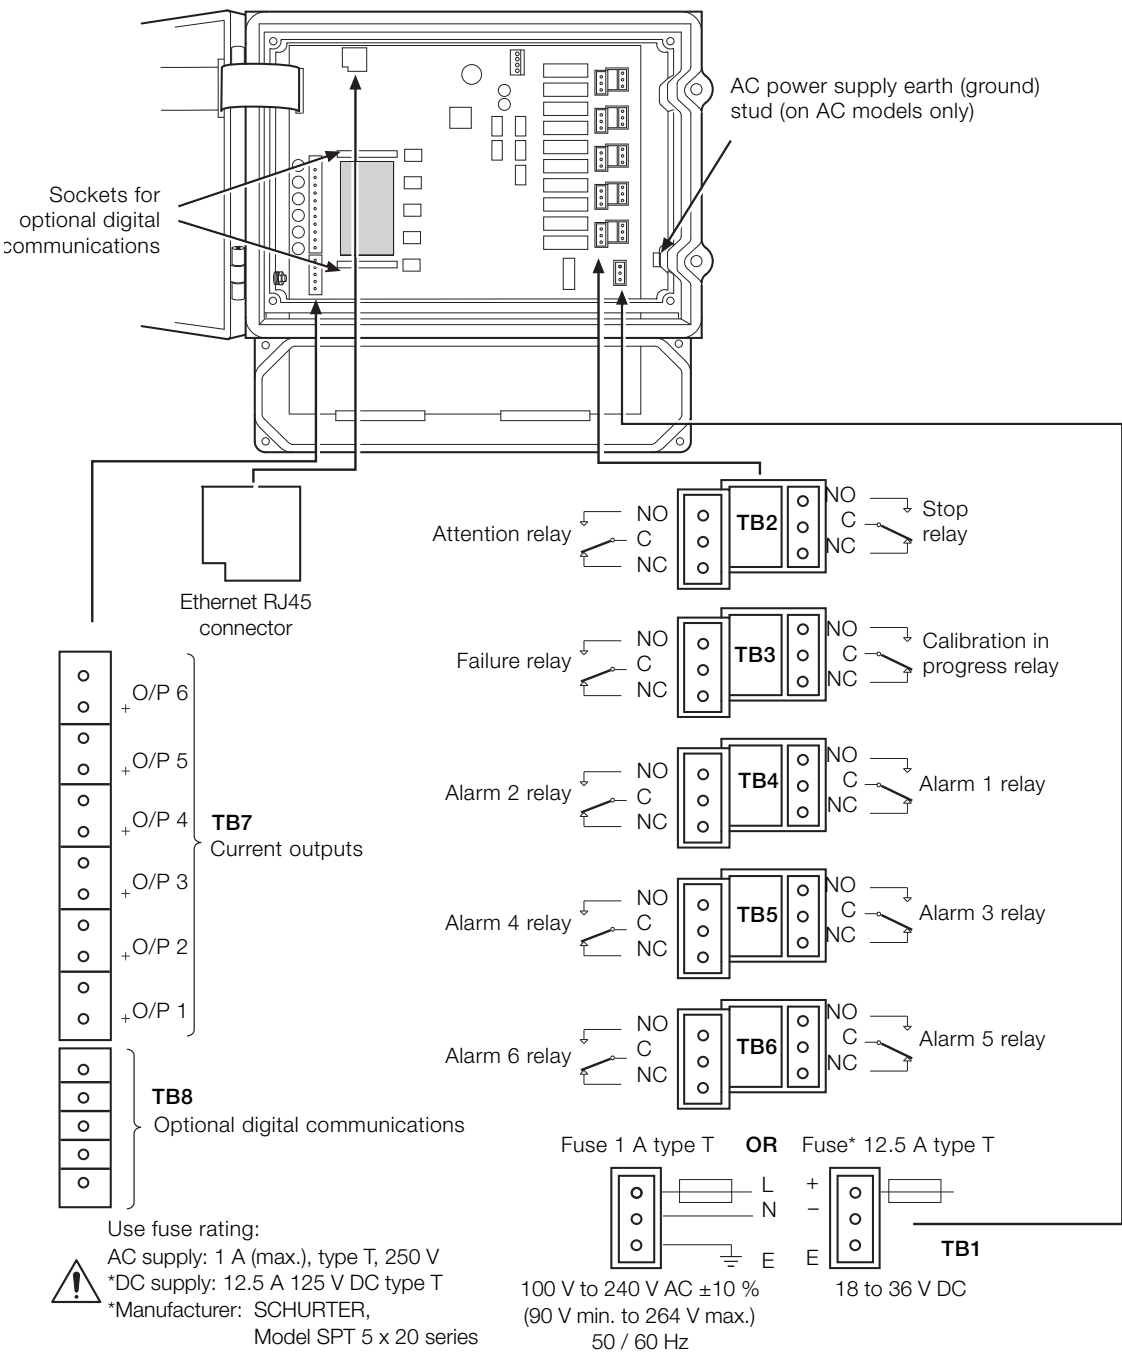 AC power supply earth (ground)
stud (on AC models only)
Sockets for
optional digital
communications
Ethernet RJ45
connector
Attention relay
NO
C
NC
TB2
NO
C
NC
Stop
relay
Failure relay
NO
C
NC
TB3
NO
C
NC
Calibration in
progress relay
Alarm 2 relay
NO
C
NC
TB4
NO
C
NC
Alarm 1 relay
Alarm 4 relay
NO
C
NC
TB5
NO
C
NC
Alarm 3 relay
Alarm 6 relay
NO
C
NC
TB6
NO
C
NC
Alarm 5 relay
+ O/P 6
+ O/P 5
+ O/P 4
+ O/P 3
+ O/P 2
+ O/P 1
TB7
Current outputs
TB8
Optional digital communications
Fuse 1 A type T OR Fuse* 12.5 A type T
L
N
E
+
–
E
TB1
100 V to 240 V AC ±10 %
(90 V min. to 264 V max.)
50 / 60 Hz
18 to 36 V DC
Use fuse rating:
AC supply: 1 A (max.), type T, 250 V
*DC supply: 12.5 A 125 V DC type T
*Manufacturer: SCHURTER,
Model SPT 5 x 20 series